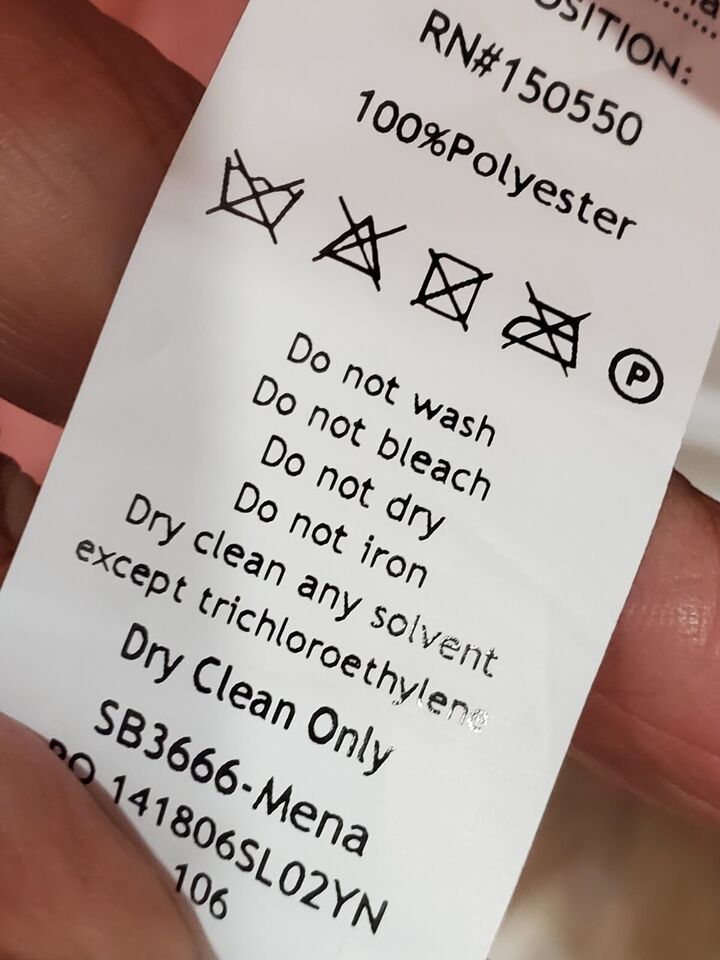 RN#150550
100%Polyester
P
Do not wash
Do not bleach
Do not dry
Do not iron
Dry clean any solvent
except trichloroethylene
Dry Clean Only
SB3666-Mena
PO 141806SL02YN
106